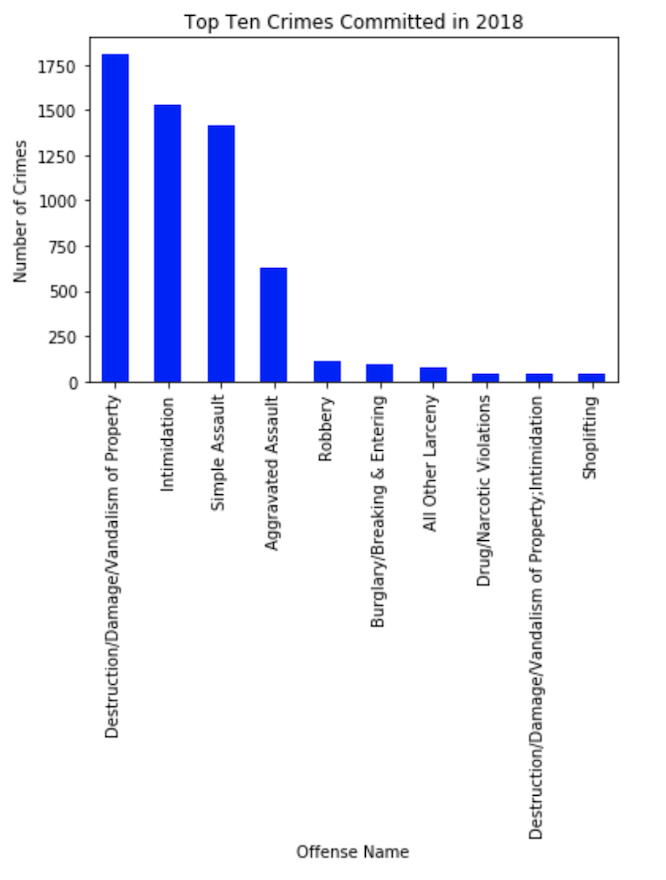 Top Ten Crimes Committed in 2018
Number of Crimes
1750
1500
1250
1000
750
500
250
0
Destruction/Damage/Vandalism of Property
Intimidation
Simple Assault
Aggravated Assault
Robbery
Burglary/Breaking & Entering
All Other Larceny
Drug/Narcotic Violations
Destruction/Damage/Vandalism of Property;Intimidation
Shoplifting
Offense Name